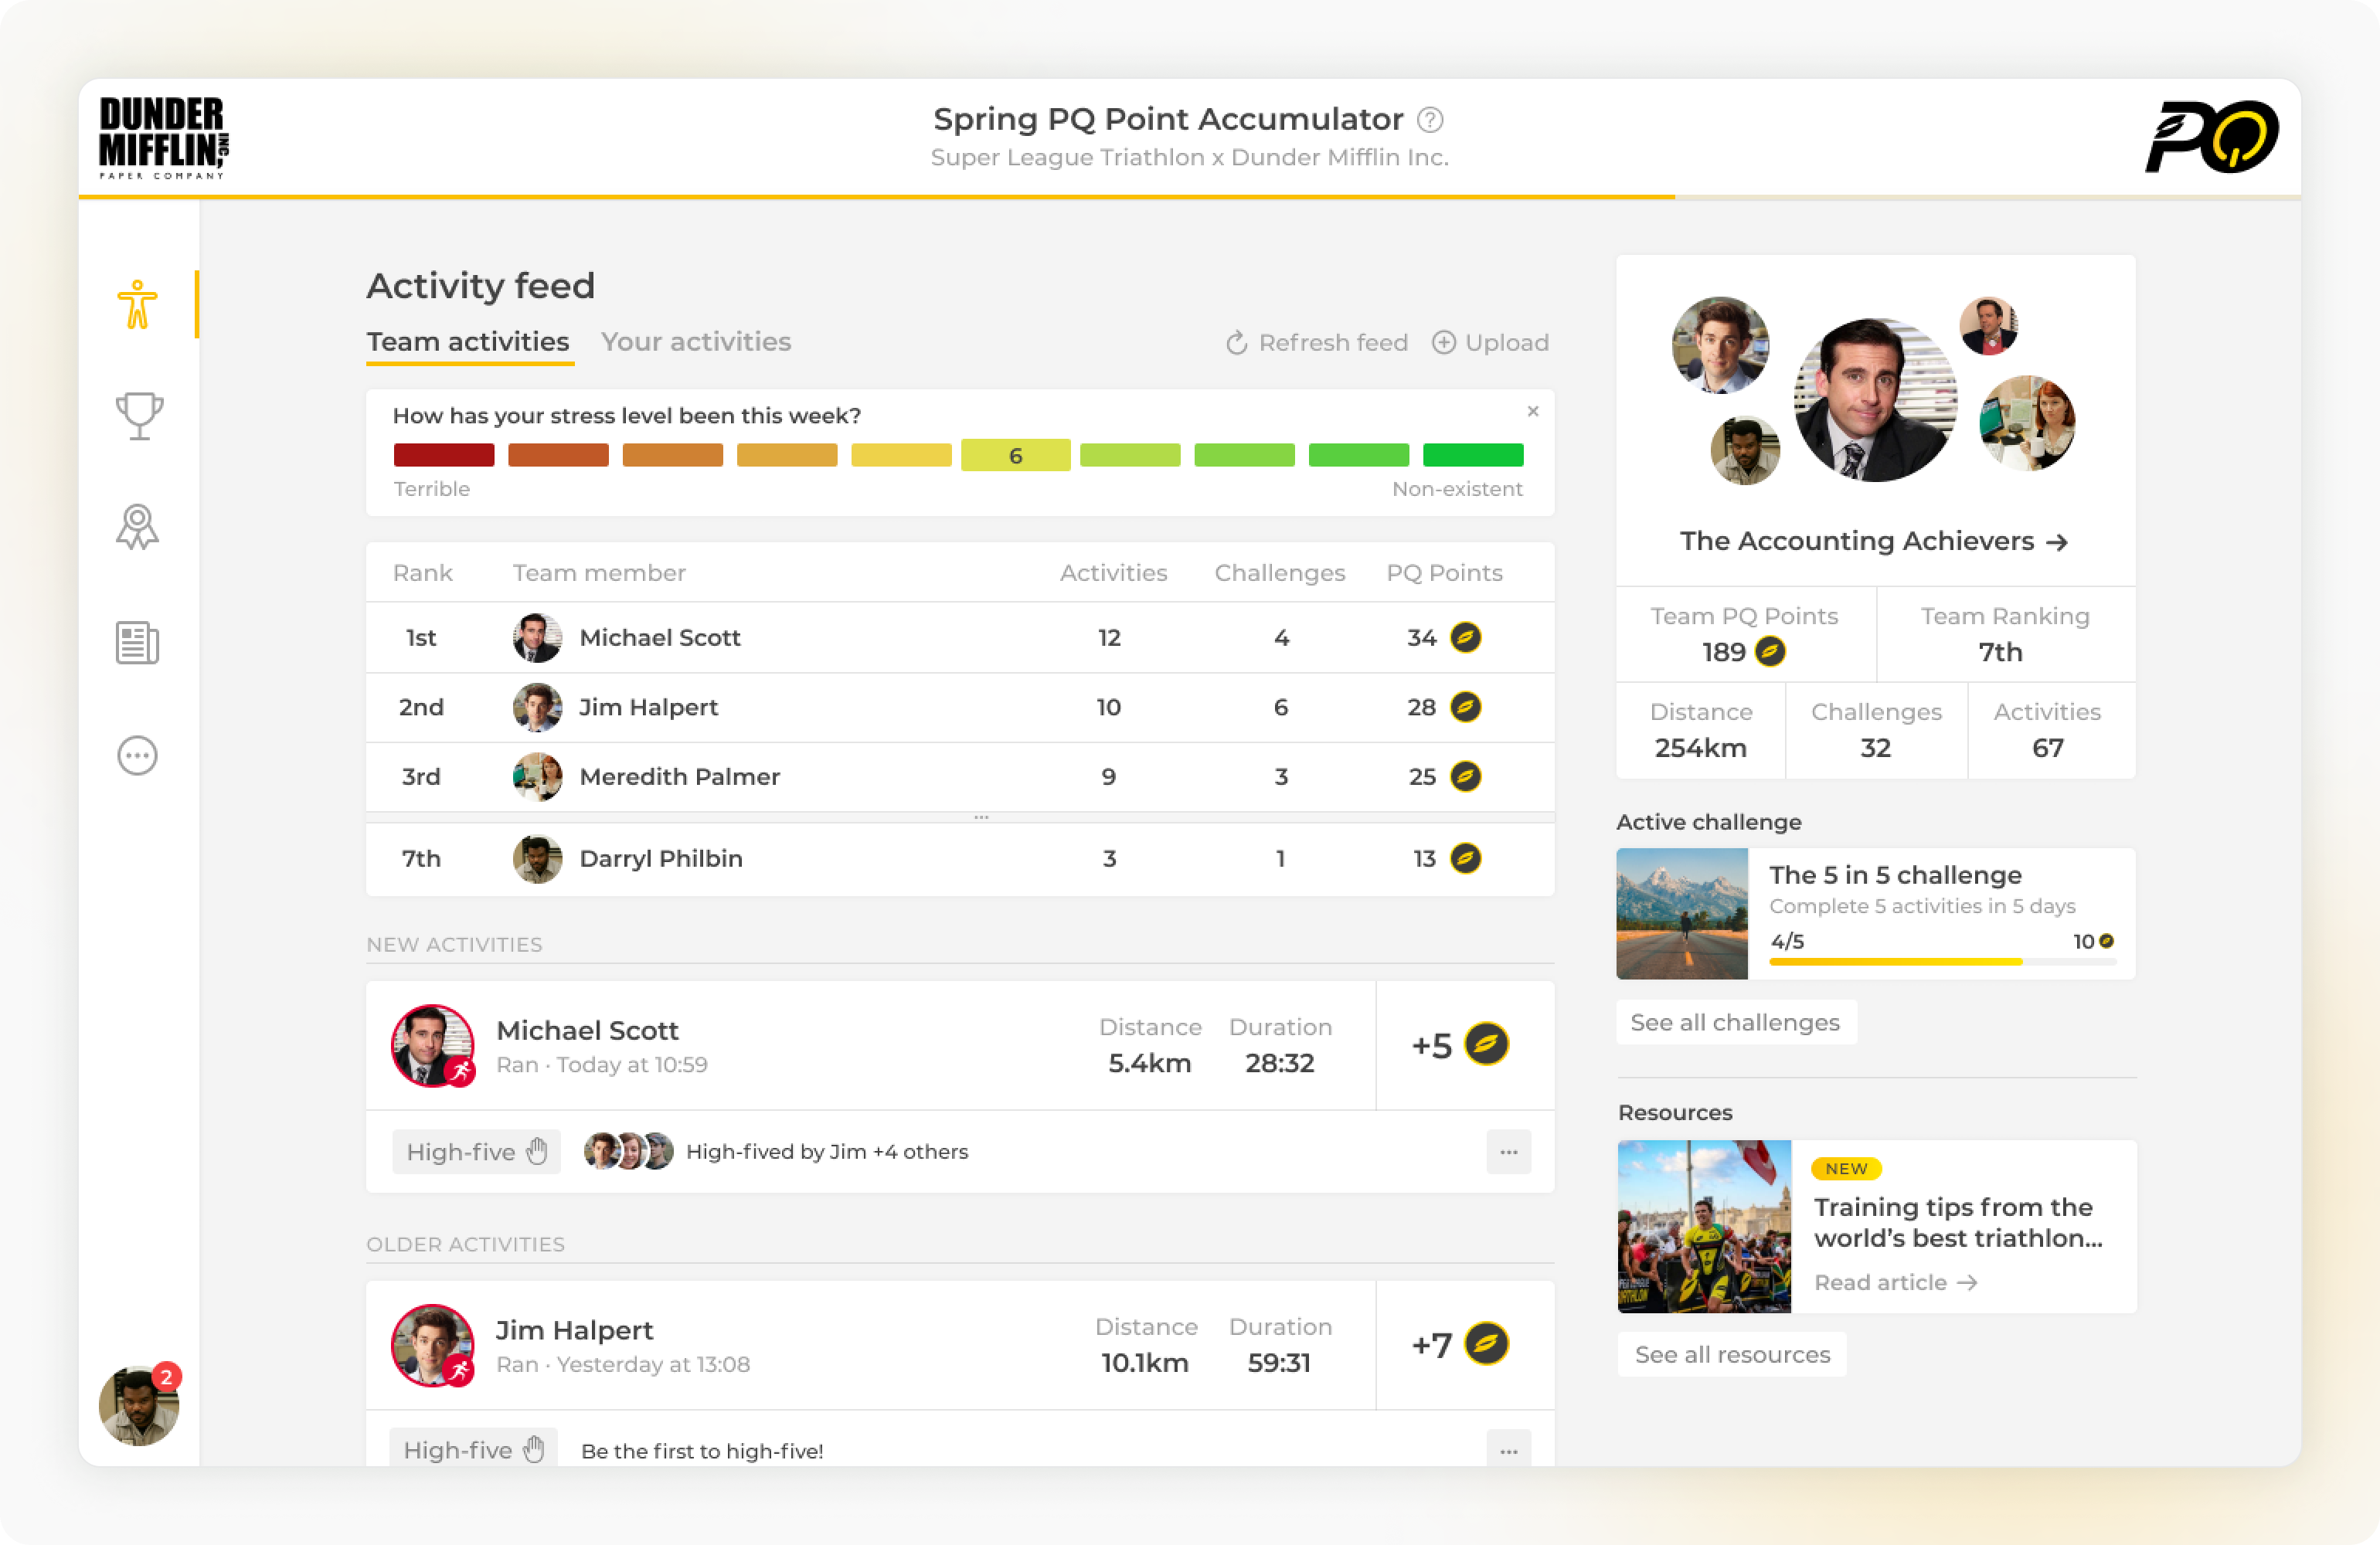 DUNDER
MIFFLIN, INC.
PAPER COMPANY
Spring PQ Point Accumulator ?
Super League Triathlon x Dunder Mifflin Inc.
PQ
Activity feed
Team activities Your activities Refresh feed Upload
How has your stress level been this week? ×
6
Terrible Non-existent
Rank Team member Activities Challenges PQ Points
1st Michael Scott 12 4 34
2nd Jim Halpert 10 6 28
3rd Meredith Palmer 9 3 25
...
7th Darryl Philbin 3 1 13
NEW ACTIVITIES
Michael Scott
Ran · Today at 10:59
Distance Duration
5.4km 28:32
+5
High-five High-fived by Jim +4 others ...
OLDER ACTIVITIES
Jim Halpert
Ran · Yesterday at 13:08
Distance Duration
10.1km 59:31
+7
High-five Be the first to high-five! ...
2
The Accounting Achievers →
Team PQ Points Team Ranking
189 7th
Distance Challenges Activities
254km 32 67
Active challenge
The 5 in 5 challenge
Complete 5 activities in 5 days
4/5 10
See all challenges
Resources
NEW
Training tips from the
world's best triathlon...
Read article →
See all resources